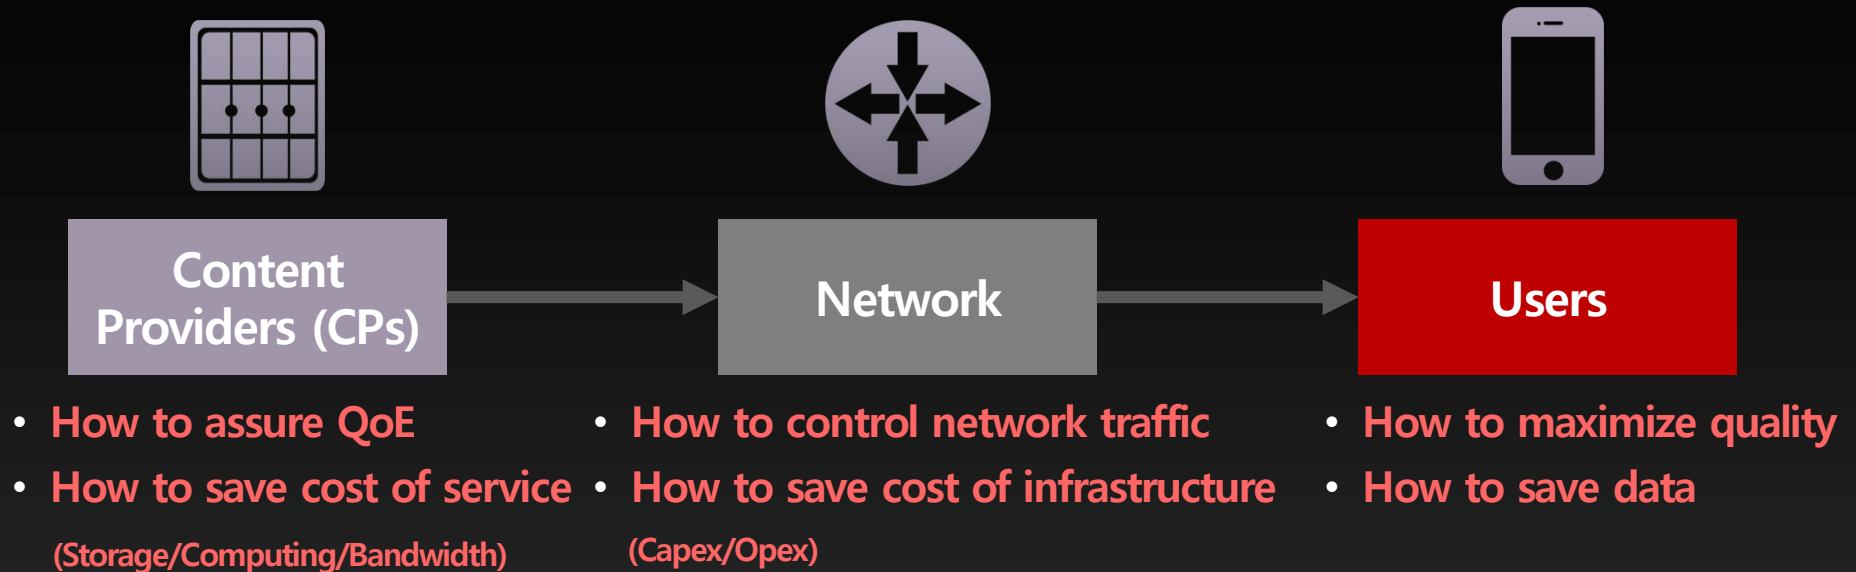 Content
Providers (CPs)
Network
Users
• How to assure QoE
• How to save cost of service
(Storage/Computing/Bandwidth)
• How to control network traffic
• How to save cost of infrastructure
(Capex/Opex)
• How to maximize quality
• How to save data